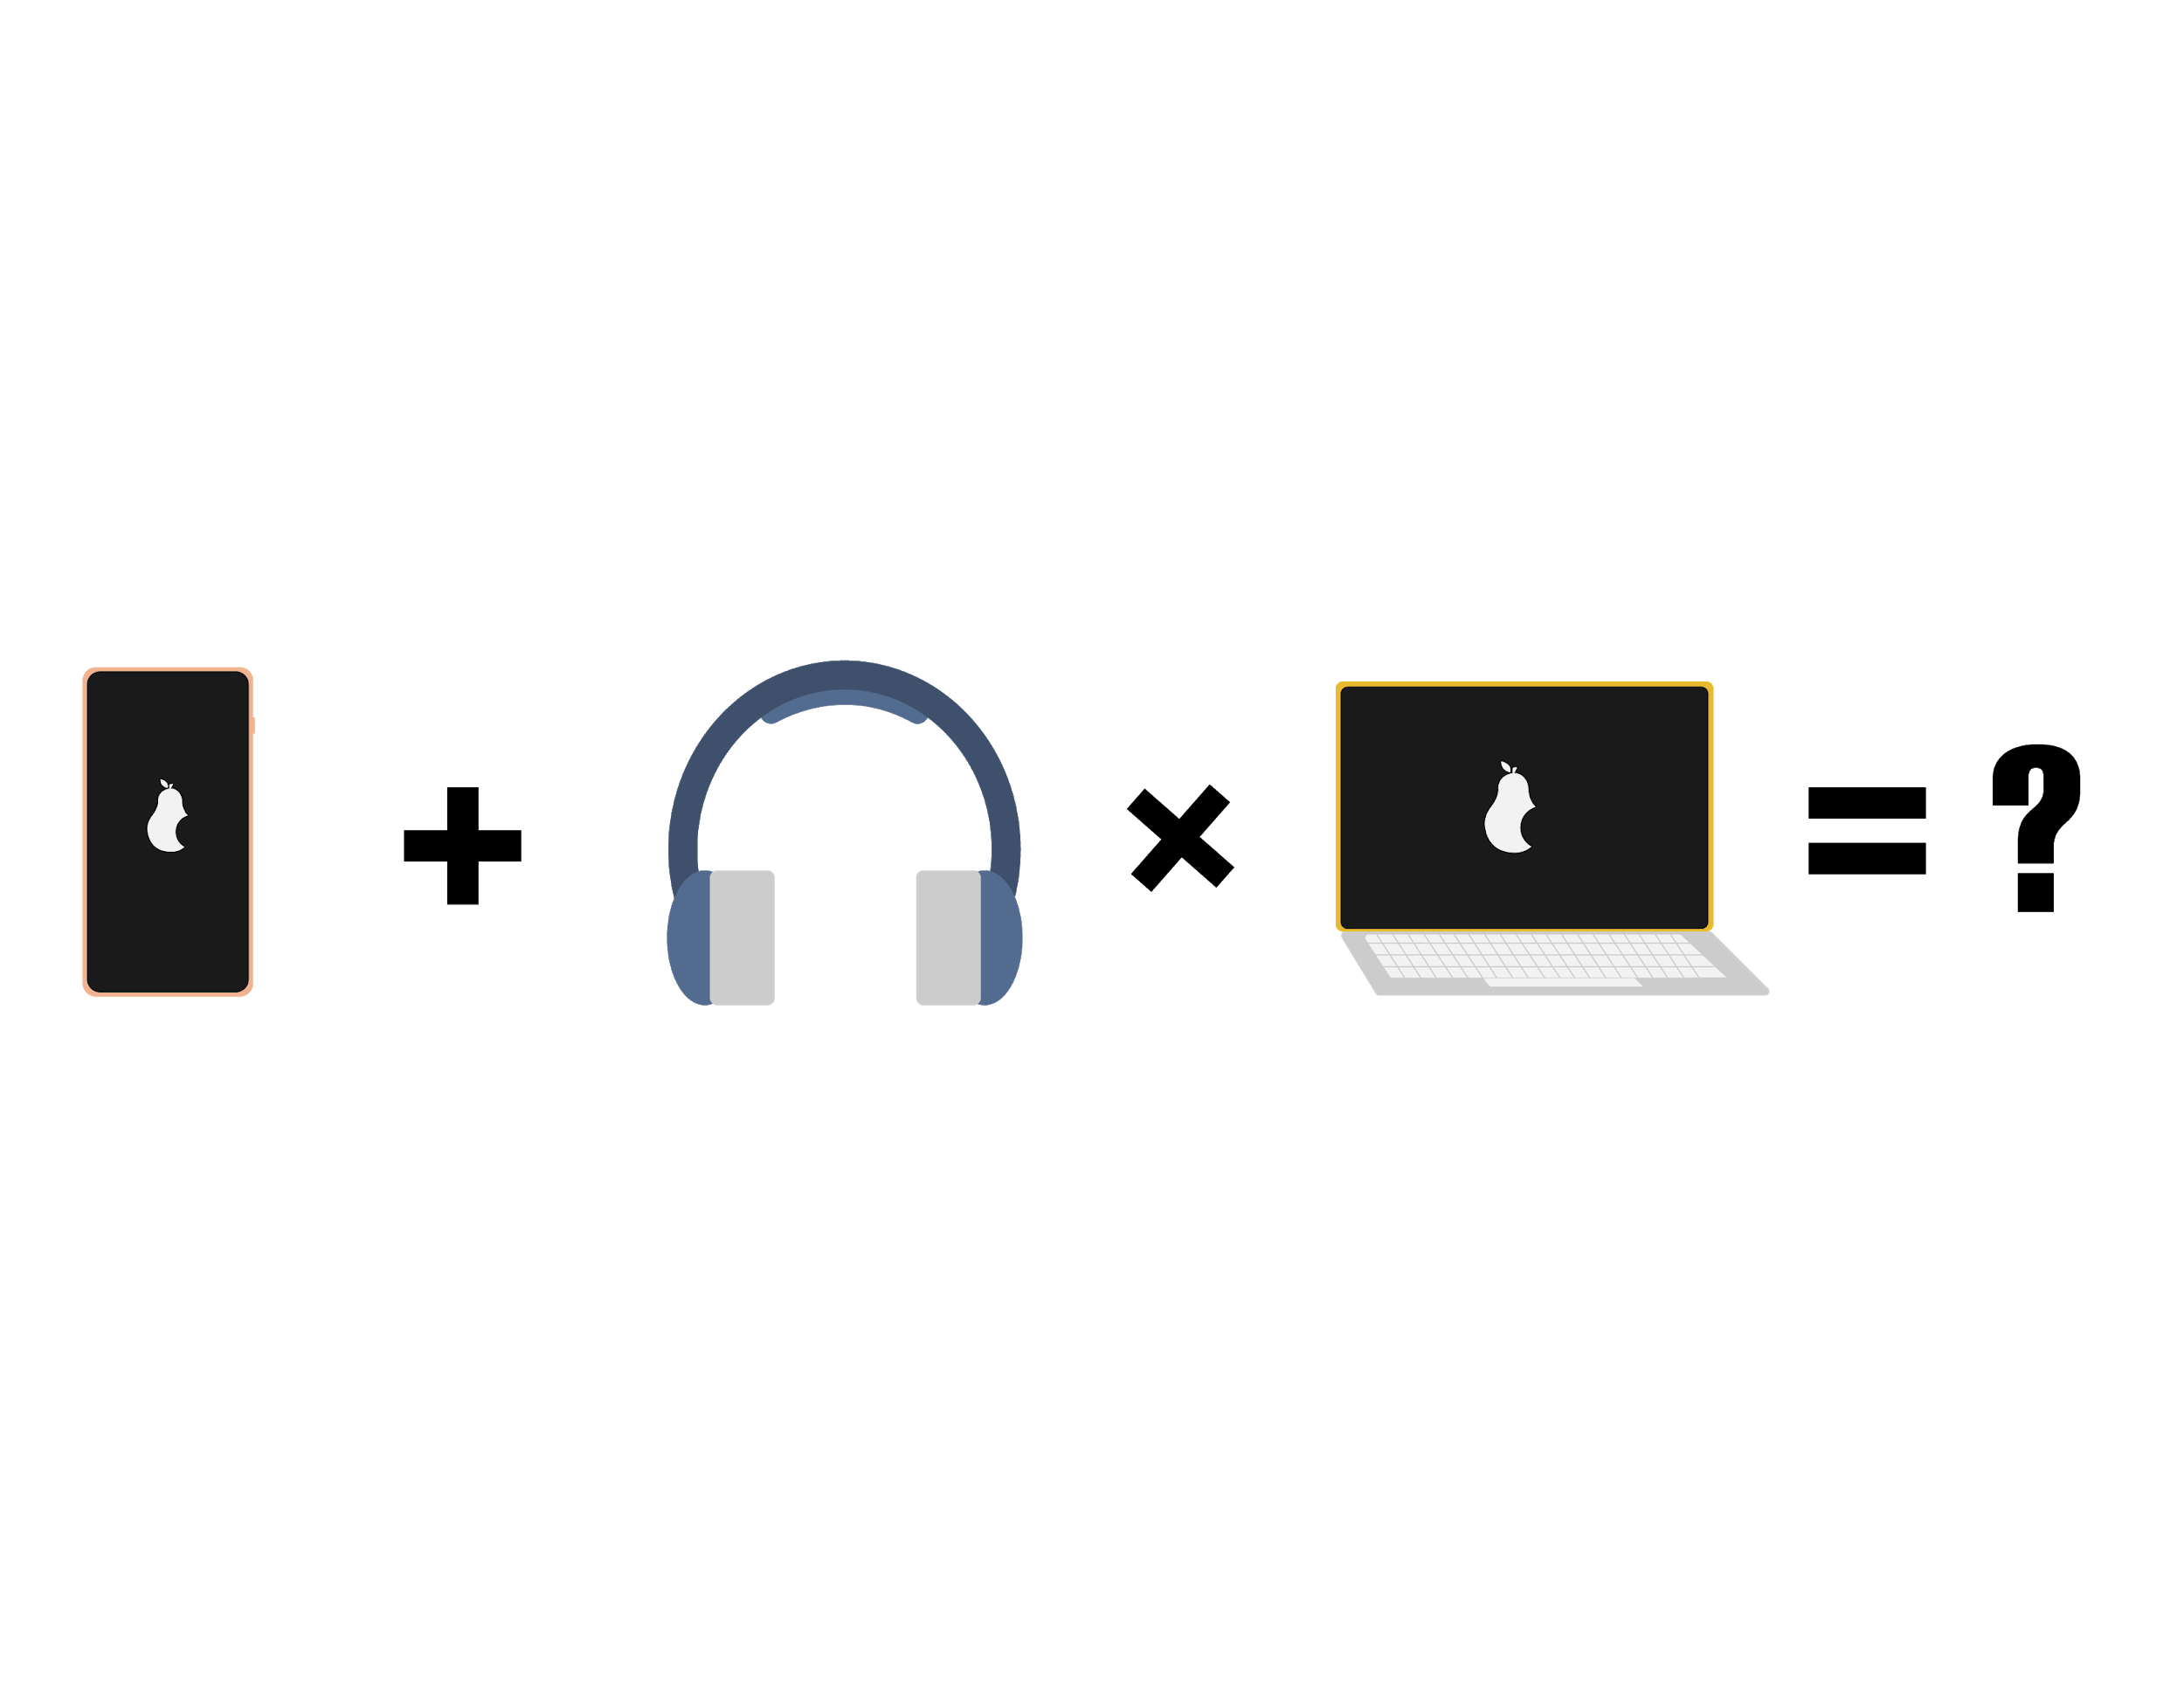 + × = ?